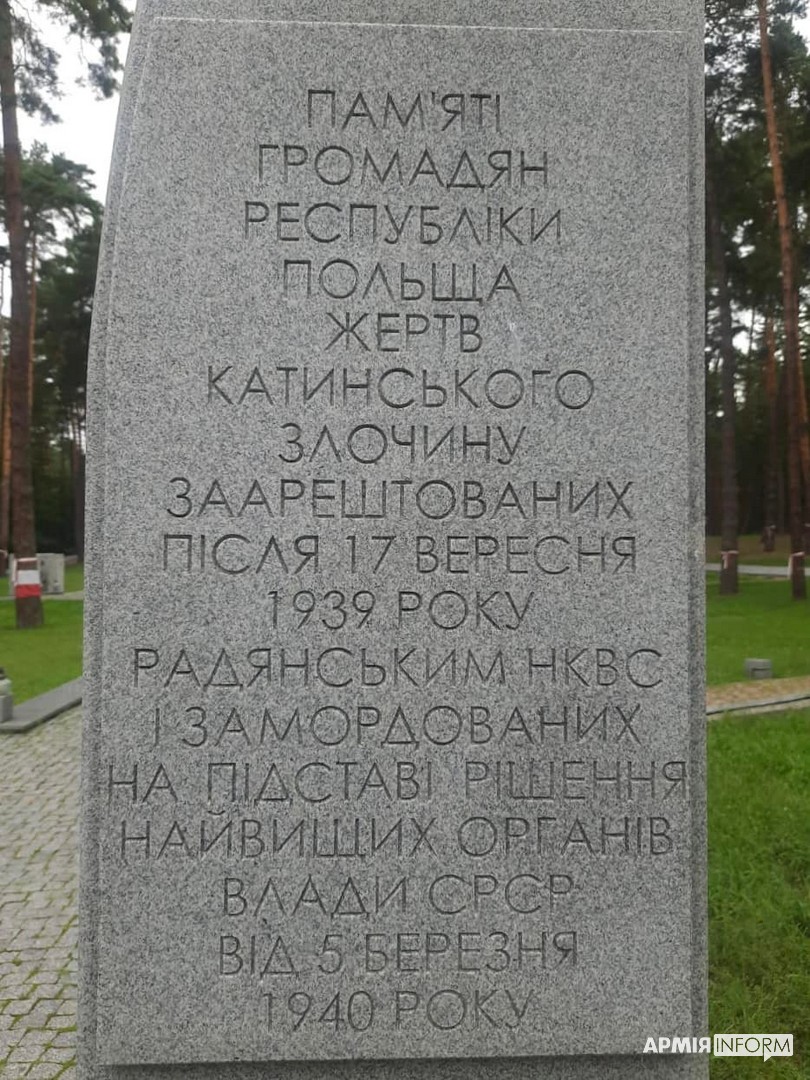 ПАМ'ЯТІ
ГРОМАДЯН
РЕСПУБЛІКИ
ПОЛЬЩА
ЖЕРТВ
КАТИНСЬКОГО
ЗЛОЧИНУ
ЗААРЕШТОВАНИХ
ПІСЛЯ 17 ВЕРЕСНЯ
1939 РОКУ
РАДЯНСЬКИМ НКВС
І ЗАМОРДОВАНИХ
НА ПІДСТАВІ РІШЕННЯ
НАЙВИЩИХ ОРГАНІВ
ВЛАДИ СРСР
ВІД 5 БЕРЕЗНЯ
1940 РОКУ
АРМІЯINFORM